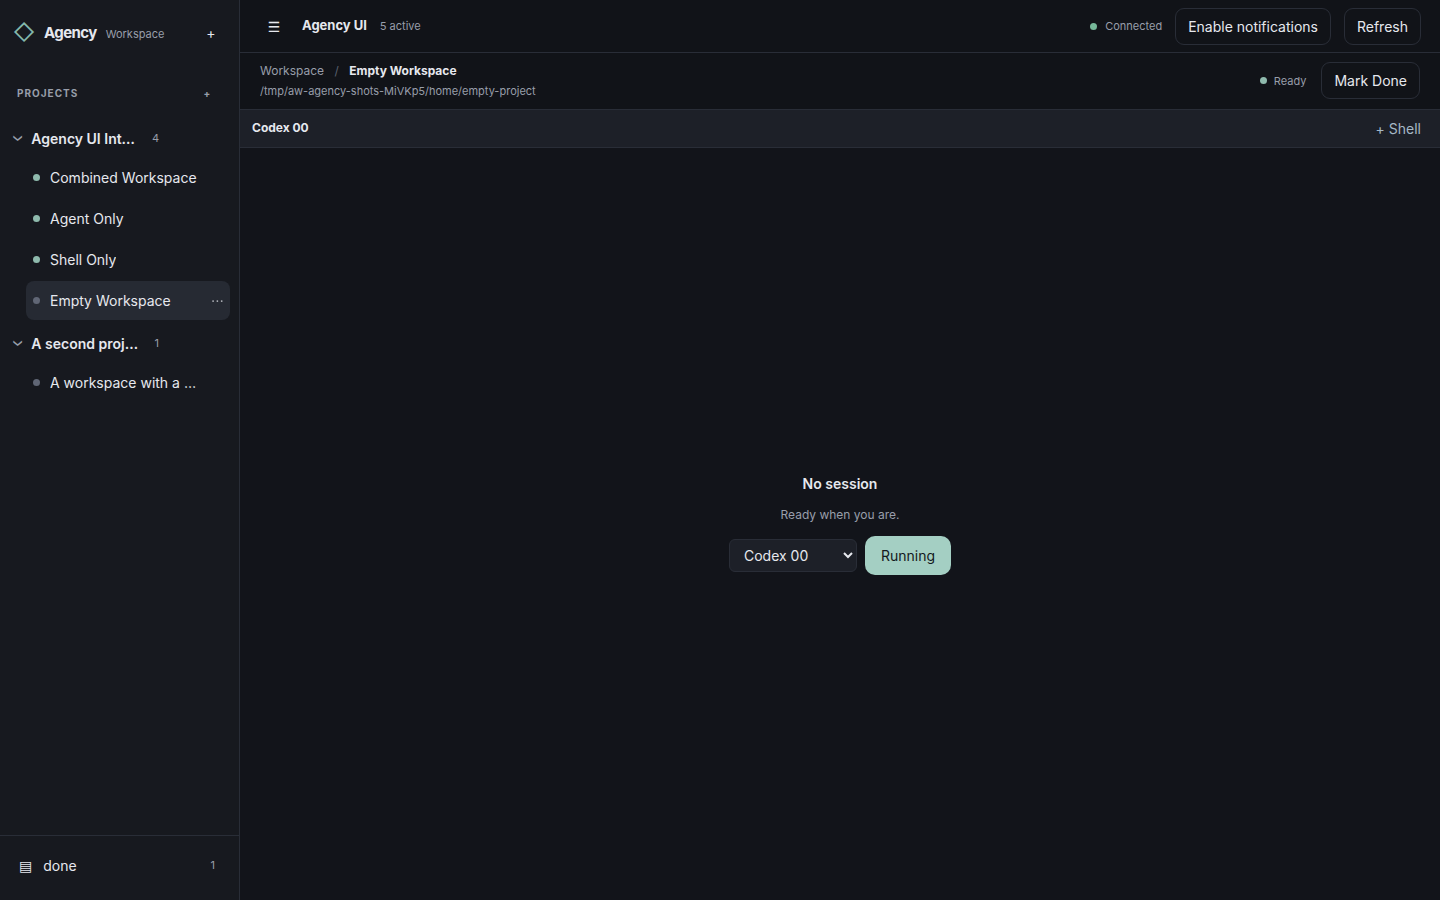 Agency Workspace +
PROJECTS +
Agency UI Int... 4
Combined Workspace
Agent Only
Shell Only
Empty Workspace ...
A second proj... 1
A workspace with a ...
done 1
☰ Agency UI 5 active
Connected Enable notifications Refresh
Workspace / Empty Workspace
/tmp/aw-agency-shots-MiVKp5/home/empty-project
Ready Mark Done
Codex 00 + Shell
No session
Ready when you are.
Codex 00 Running